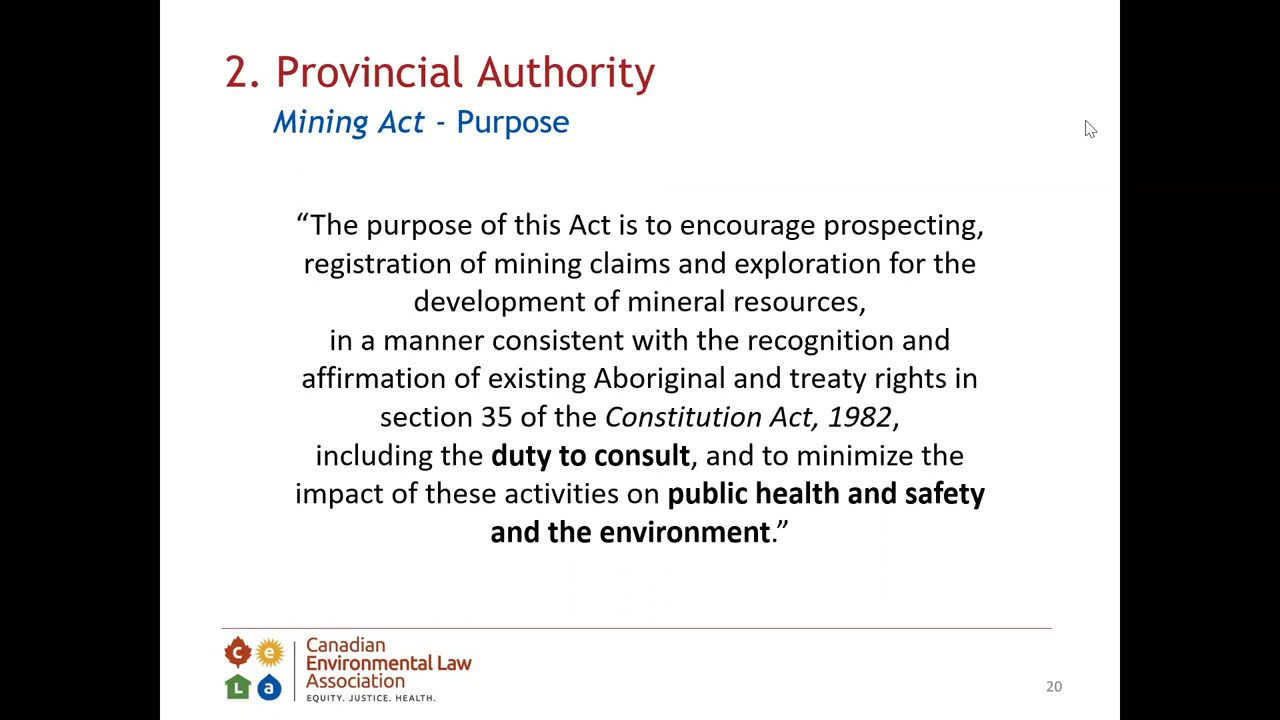 2. Provincial Authority
Mining Act - Purpose
“The purpose of this Act is to encourage prospecting,
registration of mining claims and exploration for the
development of mineral resources,
in a manner consistent with the recognition and
affirmation of existing Aboriginal and treaty rights in
section 35 of the Constitution Act, 1982,
including the duty to consult, and to minimize the
impact of these activities on public health and safety
and the environment.”
c e
L a
Canadian
Environmental Law
Association
EQUITY. JUSTICE. HEALTH.
20